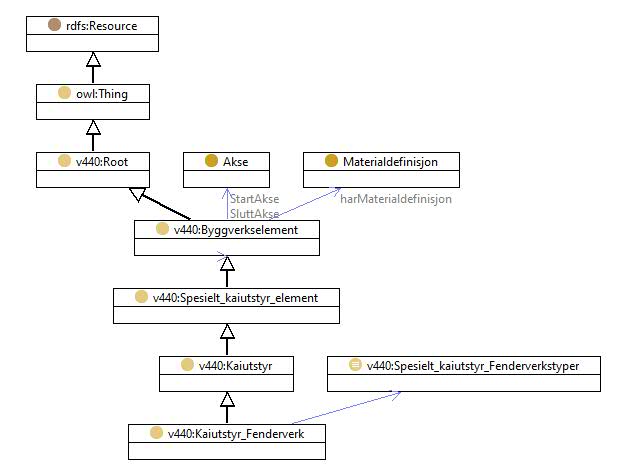 rdfs:Resource
owl:Thing
v440:Root
Akse
Materialdefinisjon
StartAkse
SluttAkse
harMaterialdefinisjon
v440:Byggverkselement
v440:Spesielt_kaiutstyr_element
v440:Kaiutstyr
v440:Spesielt_kaiutstyr_Fenderverkstyper
v440:Kaiutstyr_Fenderverk